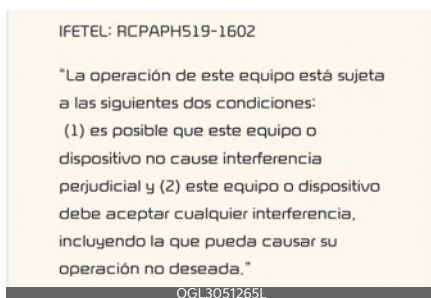 IFETEL: RCPAPH519-1602
“La operación de este equipo está sujeta
a las siguientes dos condiciones:
(1) es posible que este equipo o
dispositivo no cause interferencia
perjudicial y (2) este equipo o dispositivo
debe aceptar cualquier interferencia,
incluyendo la que pueda causar su
operación no deseada.”
OGL3051265L